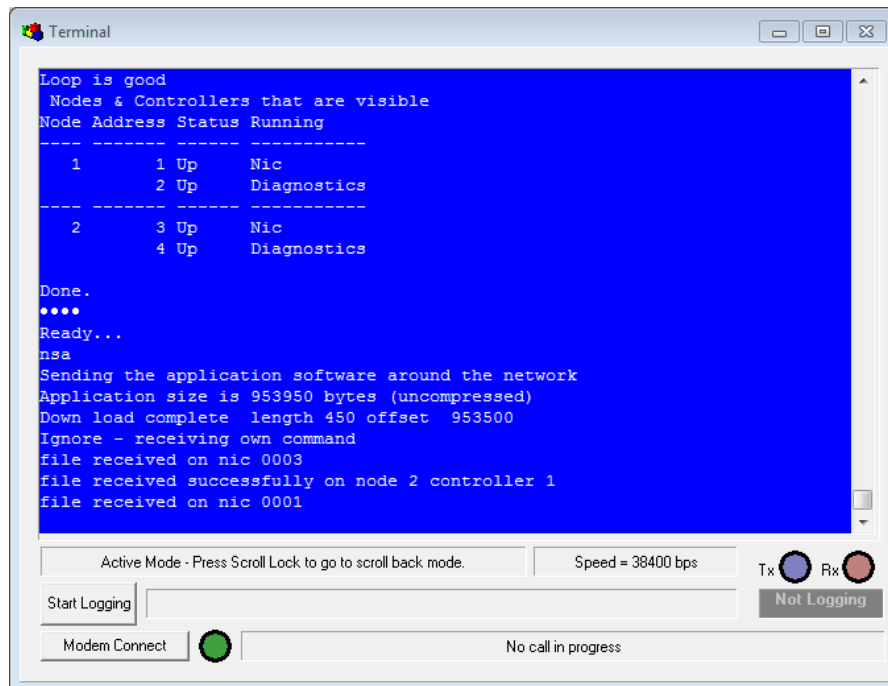 Terminal
Loop is good
Nodes & Controllers that are visible
Node Address Status Running
---- ------- ------ -----------
1 1 Up Nic
2 Up Diagnostics
---- ------- ------ -----------
2 3 Up Nic
4 Up Diagnostics
Done.
••••
Ready...
nsa
Sending the application software around the network
Application size is 953950 bytes (uncompressed)
Down load complete length 450 offset 953500
Ignore - receiving own command
file received on nic 0003
file received successfully on node 2 controller 1
file received on nic 0001
Active Mode - Press Scroll Lock to go to scroll back mode. Speed = 38400 bps Tx Rx
Start Logging Not Logging
Modem Connect No call in progress